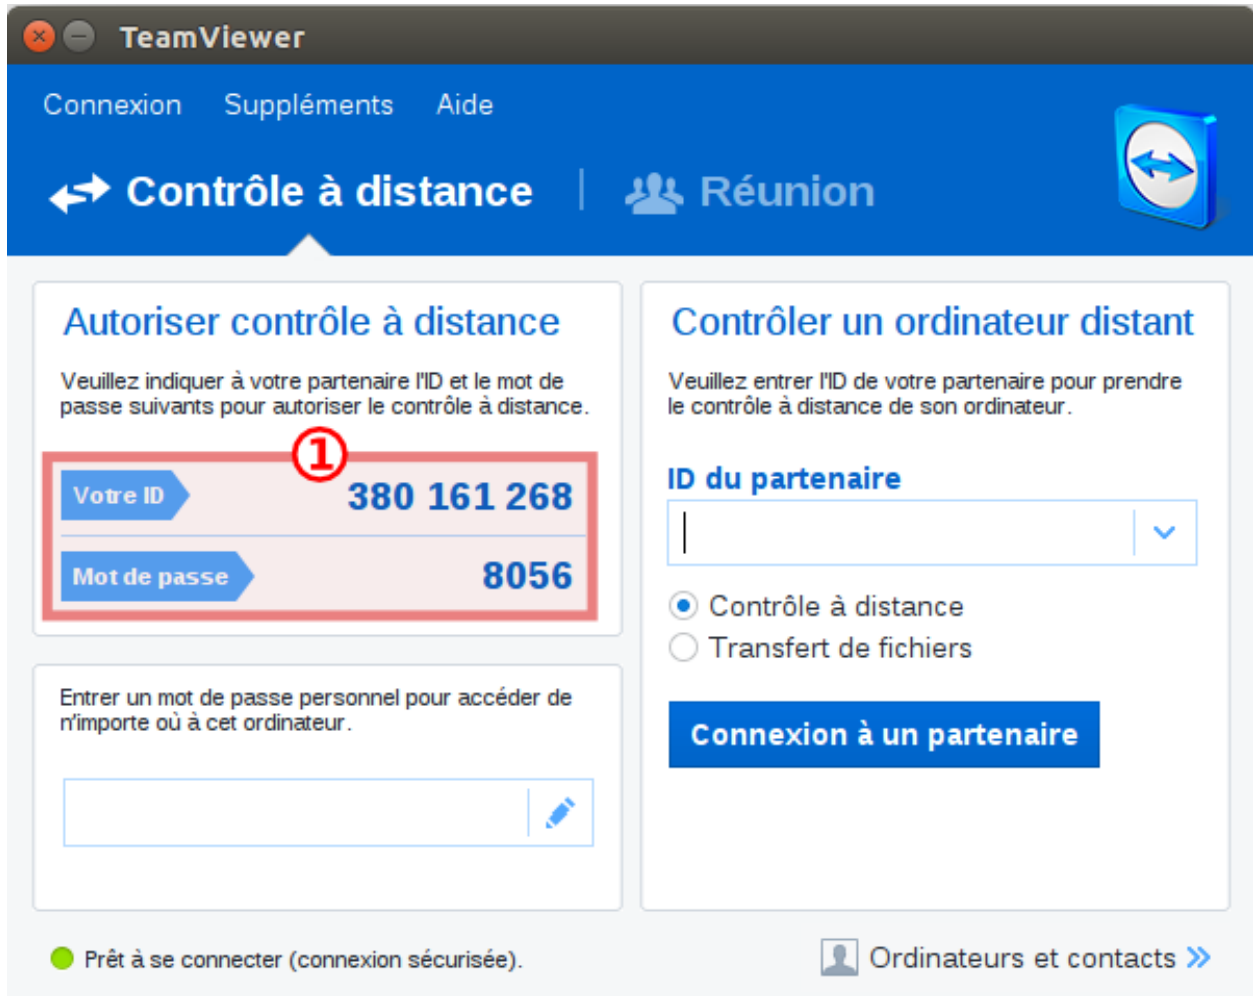 TeamViewer
Connexion Suppléments Aide
Contrôle à distance Réunion
Autoriser contrôle à distance
Veuillez indiquer à votre partenaire l'ID et le mot de
passe suivants pour autoriser le contrôle à distance.
①
Votre ID 380 161 268
Mot de passe 8056
Entrer un mot de passe personnel pour accéder de
n'importe où à cet ordinateur.
Contrôler un ordinateur distant
Veuillez entrer l'ID de votre partenaire pour prendre
le contrôle à distance de son ordinateur.
ID du partenaire
Contrôle à distance
Transfert de fichiers
Connexion à un partenaire
Prêt à se connecter (connexion sécurisée).
Ordinateurs et contacts